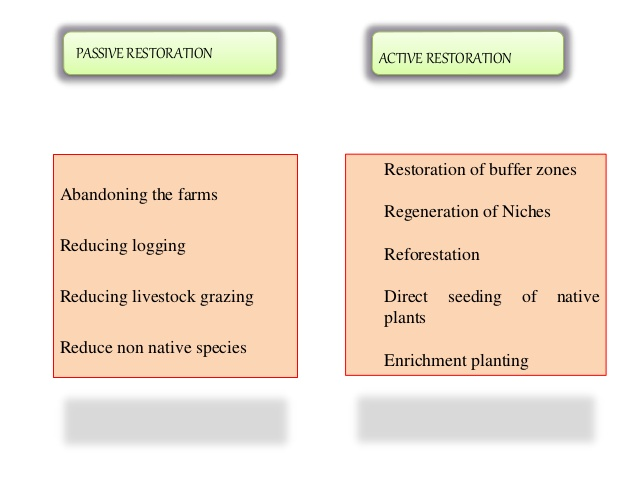 PASSIVE RESTORATION
ACTIVE RESTORATION
Abandoning the farms
Reducing logging
Reducing livestock grazing
Reduce non native species
Restoration of buffer zones
Regeneration of Niches
Reforestation
Direct seeding of native
plants
Enrichment planting